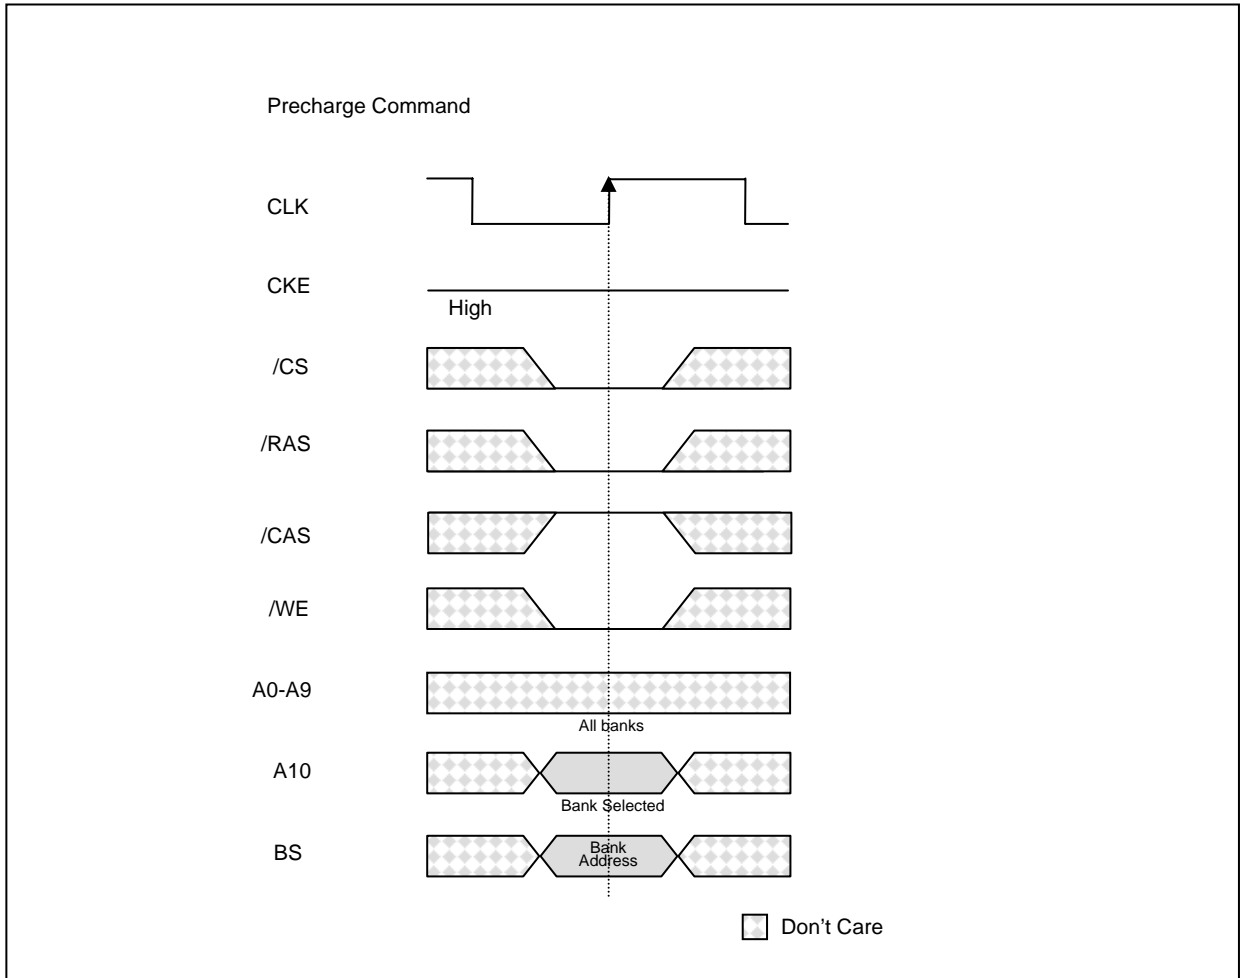 Precharge Command
CLK
CKE
High
/CS
/RAS
/CAS
/WE
A0-A9
All banks
A10
Bank Selected
BS
Bank
Address
Don't Care